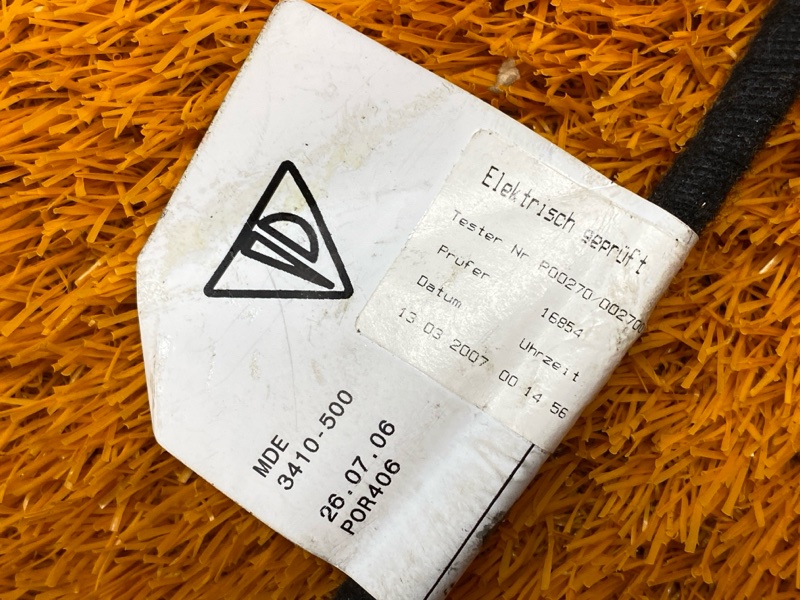 Elektrisch geprüft
Tester Nr P00270/00270
Prüfer 16854
Datum Uhrzeit
13 03 2007 00 14 56
MDE
3410-500
26.07.06
POR406